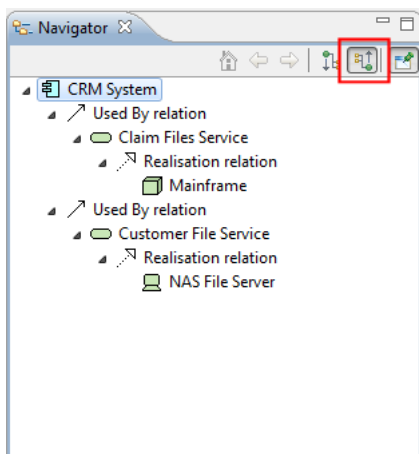 Navigator
CRM System
Used By relation
Claim Files Service
Realisation relation
Mainframe
Used By relation
Customer File Service
Realisation relation
NAS File Server